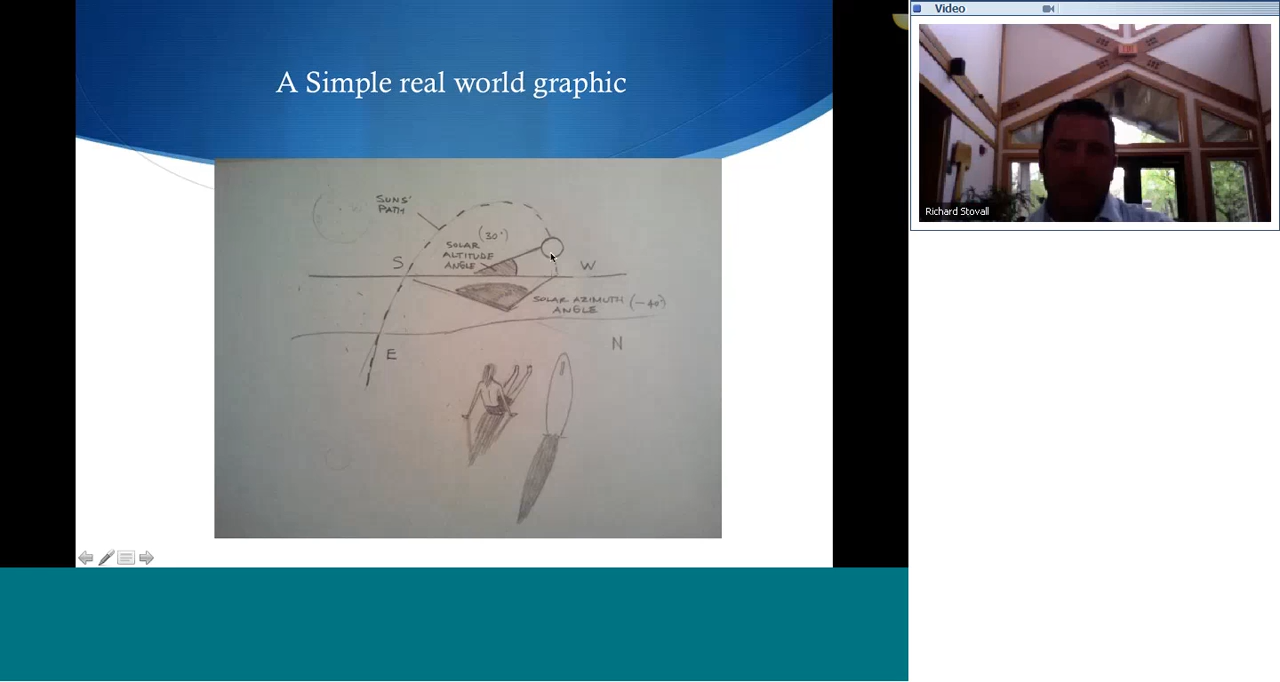 Video
A Simple real world graphic
SUNS'
PATH
(30°)
SOLAR
ALTITUDE
ANGLE
S
W
SOLAR AZIMUTH (-40°)
ANGLE
E
N
Richard Stovall